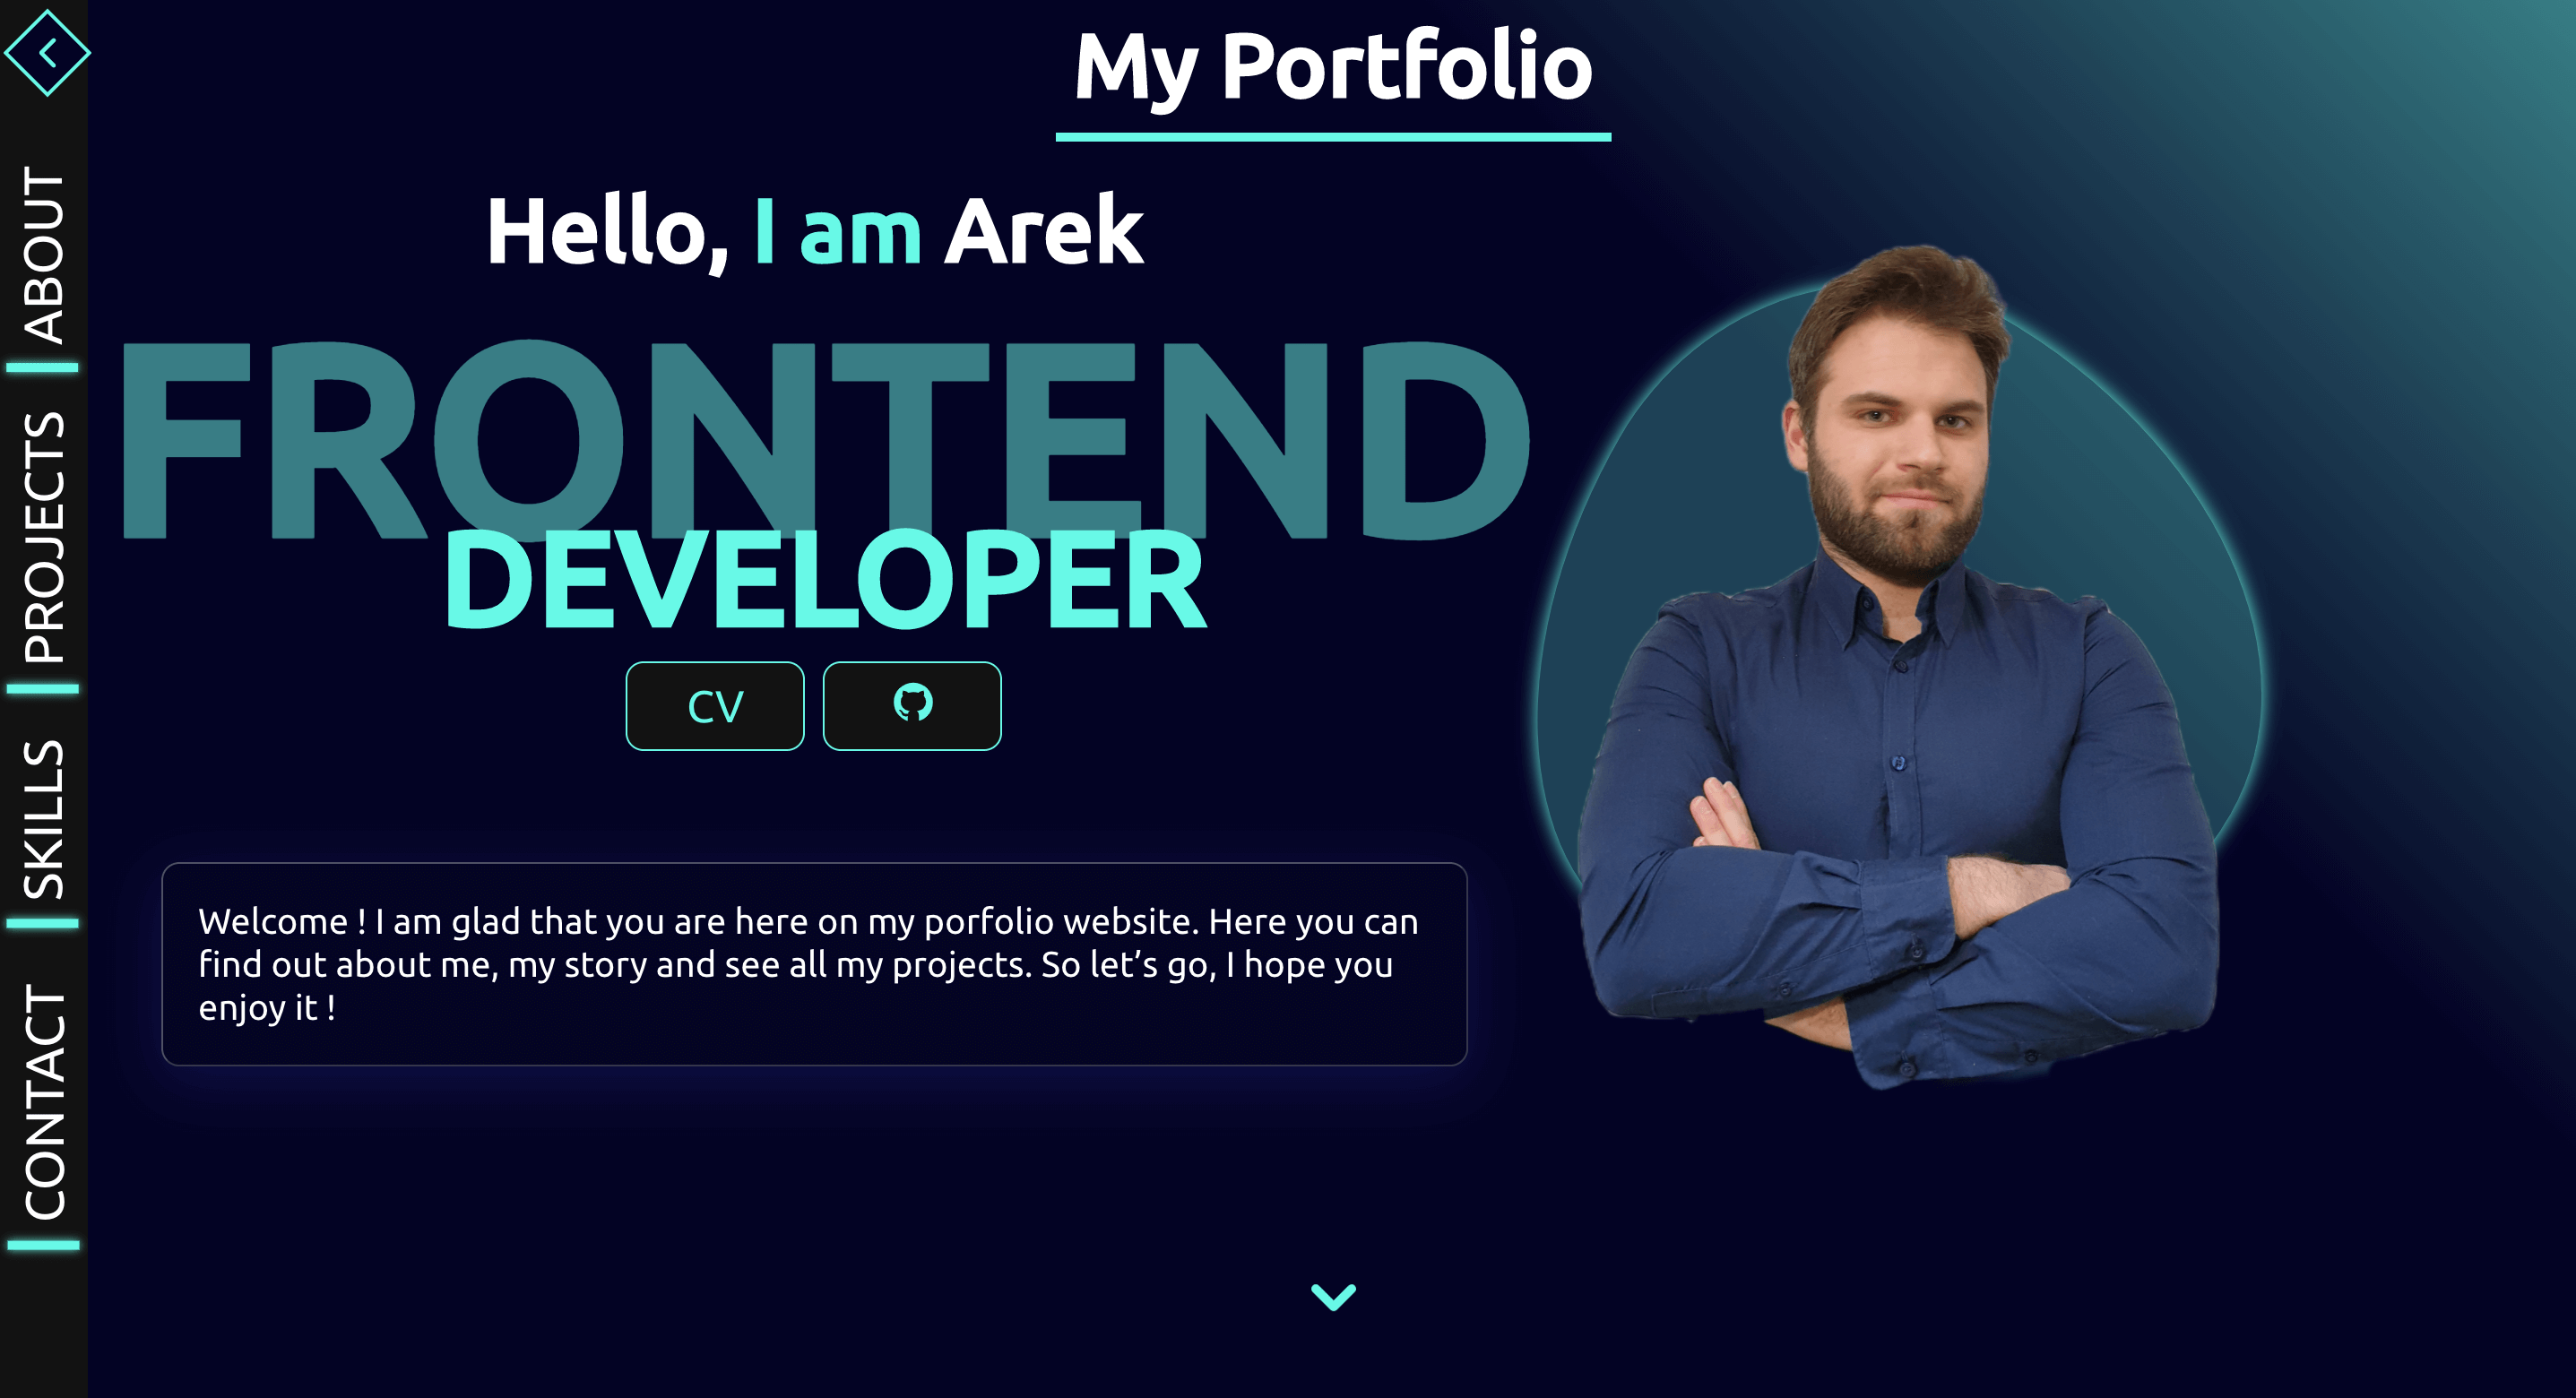 My Portfolio
ABOUT
PROJECTS
SKILLS
CONTACT
Hello, I am Arek
FRONTEND
DEVELOPER
CV
Welcome ! I am glad that you are here on my porfolio website. Here you can
find out about me, my story and see all my projects. So let’s go, I hope you
enjoy it !